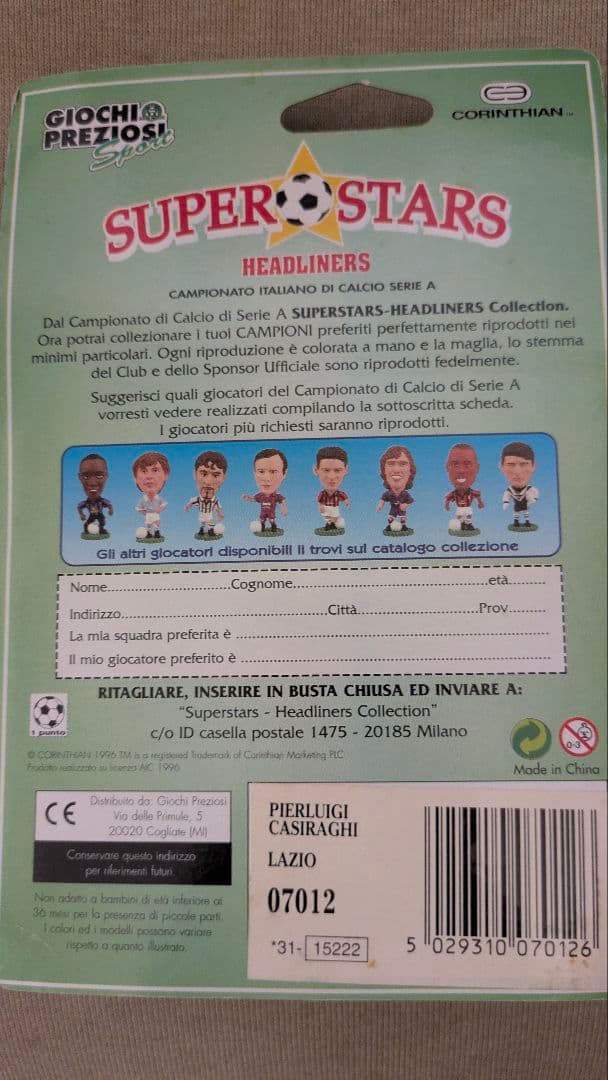 GIOCHI
PREZIOSI
Sport
CORINTHIAN™
SUPER STARS
HEADLINERS
CAMPIONATO ITALIANO DI CALCIO SERIE A
Dal Campionato di Calcio di Serie A SUPERSTARS-HEADLINERS Collection.
Ora potrai collezionare i tuoi CAMPIONI preferiti perfettamente riprodotti nei
minimi particolari. Ogni riproduzione è colorata a mano e la maglia, lo stemma
del Club e dello Sponsor Ufficiale sono riprodotti fedelmente.
Suggerisci quali giocatori del Campionato di Calcio di Serie A
vorresti vedere realizzati compilando la sottoscritta scheda.
I giocatori più richiesti saranno riprodotti.
Gli altri giocatori disponibili li trovi sul catalogo collezione
Nome..............................Cognome................................................età.........
Indirizzo..................................................Città..............................Prov.........
La mia squadra preferita è ............................................................................
Il mio giocatore preferito è ...........................................................................
RITAGLIARE, INSERIRE IN BUSTA CHIUSA ED INVIARE A:
"Superstars - Headliners Collection"
c/o ID casella postale 1475 - 20185 Milano
1 punto
© CORINTHIAN 1996 TM is a registered Trademark of Corinthian Marketing PLC
Prodotto realizzato su licenza AIC 1996
0-3
Made in China
CE
Distribuito da: Giochi Preziosi
Via delle Primule, 5
20020 Cogliate (MI)
Conservare questo indirizzo
per riferimenti futuri.
Non adatto a bambini di età inferiore ai
36 mesi per la presenza di piccole parti.
I colori ed i modelli possono variare
rispetto a quanto illustrato.
PIERLUIGI
CASIRAGHI
LAZIO
07012
*31- 15222
5 029310 070126